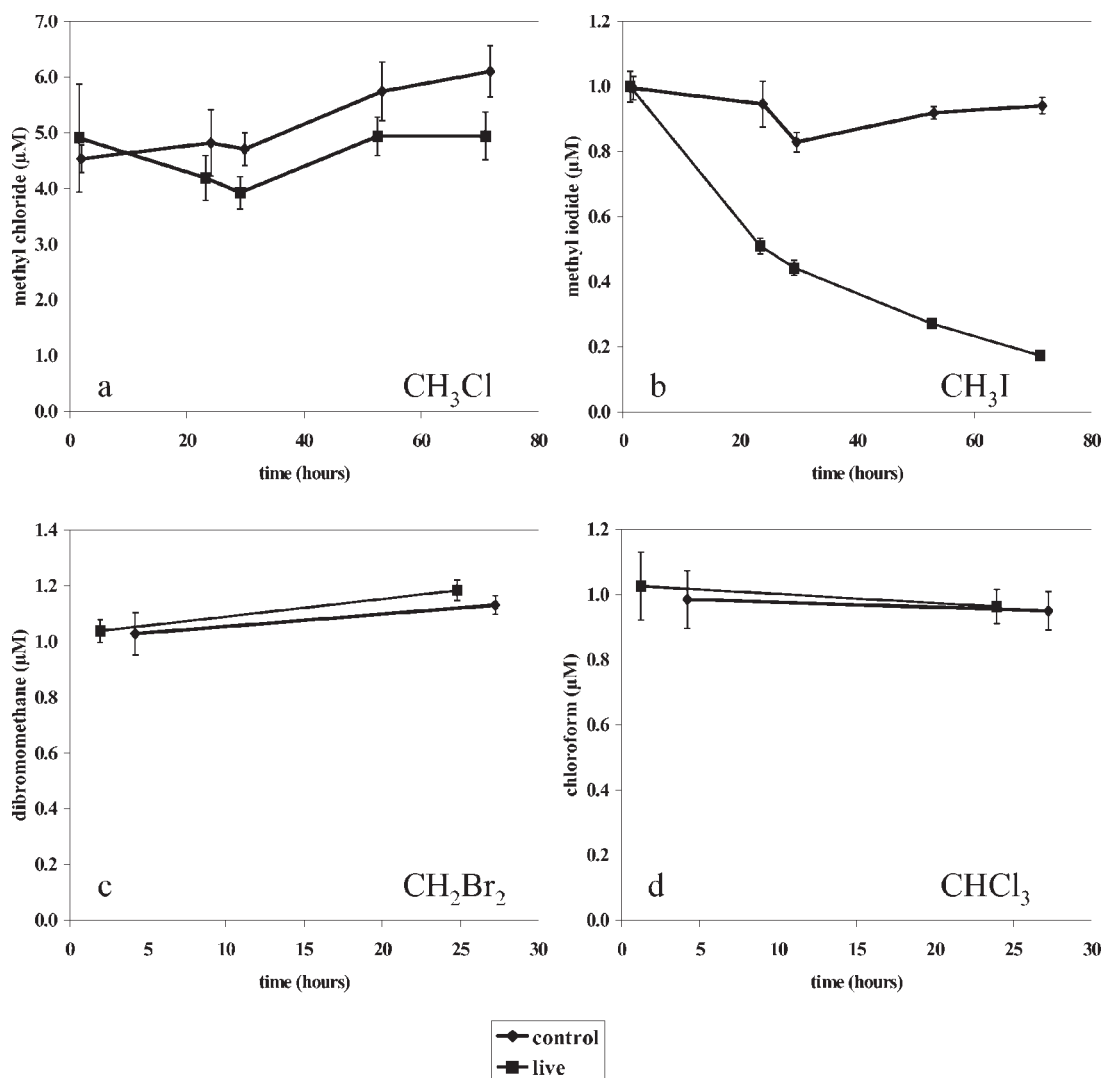 7.0
6.0
5.0
4.0
3.0
2.0
1.0
0.0
methyl chloride (µM)
a
CH₃Cl
0 20 40 60 80
time (hours)
1.2
1.0
0.8
0.6
0.4
0.2
0.0
methyl iodide (µM)
b
CH₃I
0 20 40 60 80
time (hours)
1.4
1.2
1.0
0.8
0.6
0.4
0.2
0.0
dibromomethane (µM)
c
CH₂Br₂
0 5 10 15 20 25 30
time (hours)
1.2
1.0
0.8
0.6
0.4
0.2
0.0
chloroform (µM)
d
CHCl₃
0 5 10 15 20 25 30
time (hours)
control
live